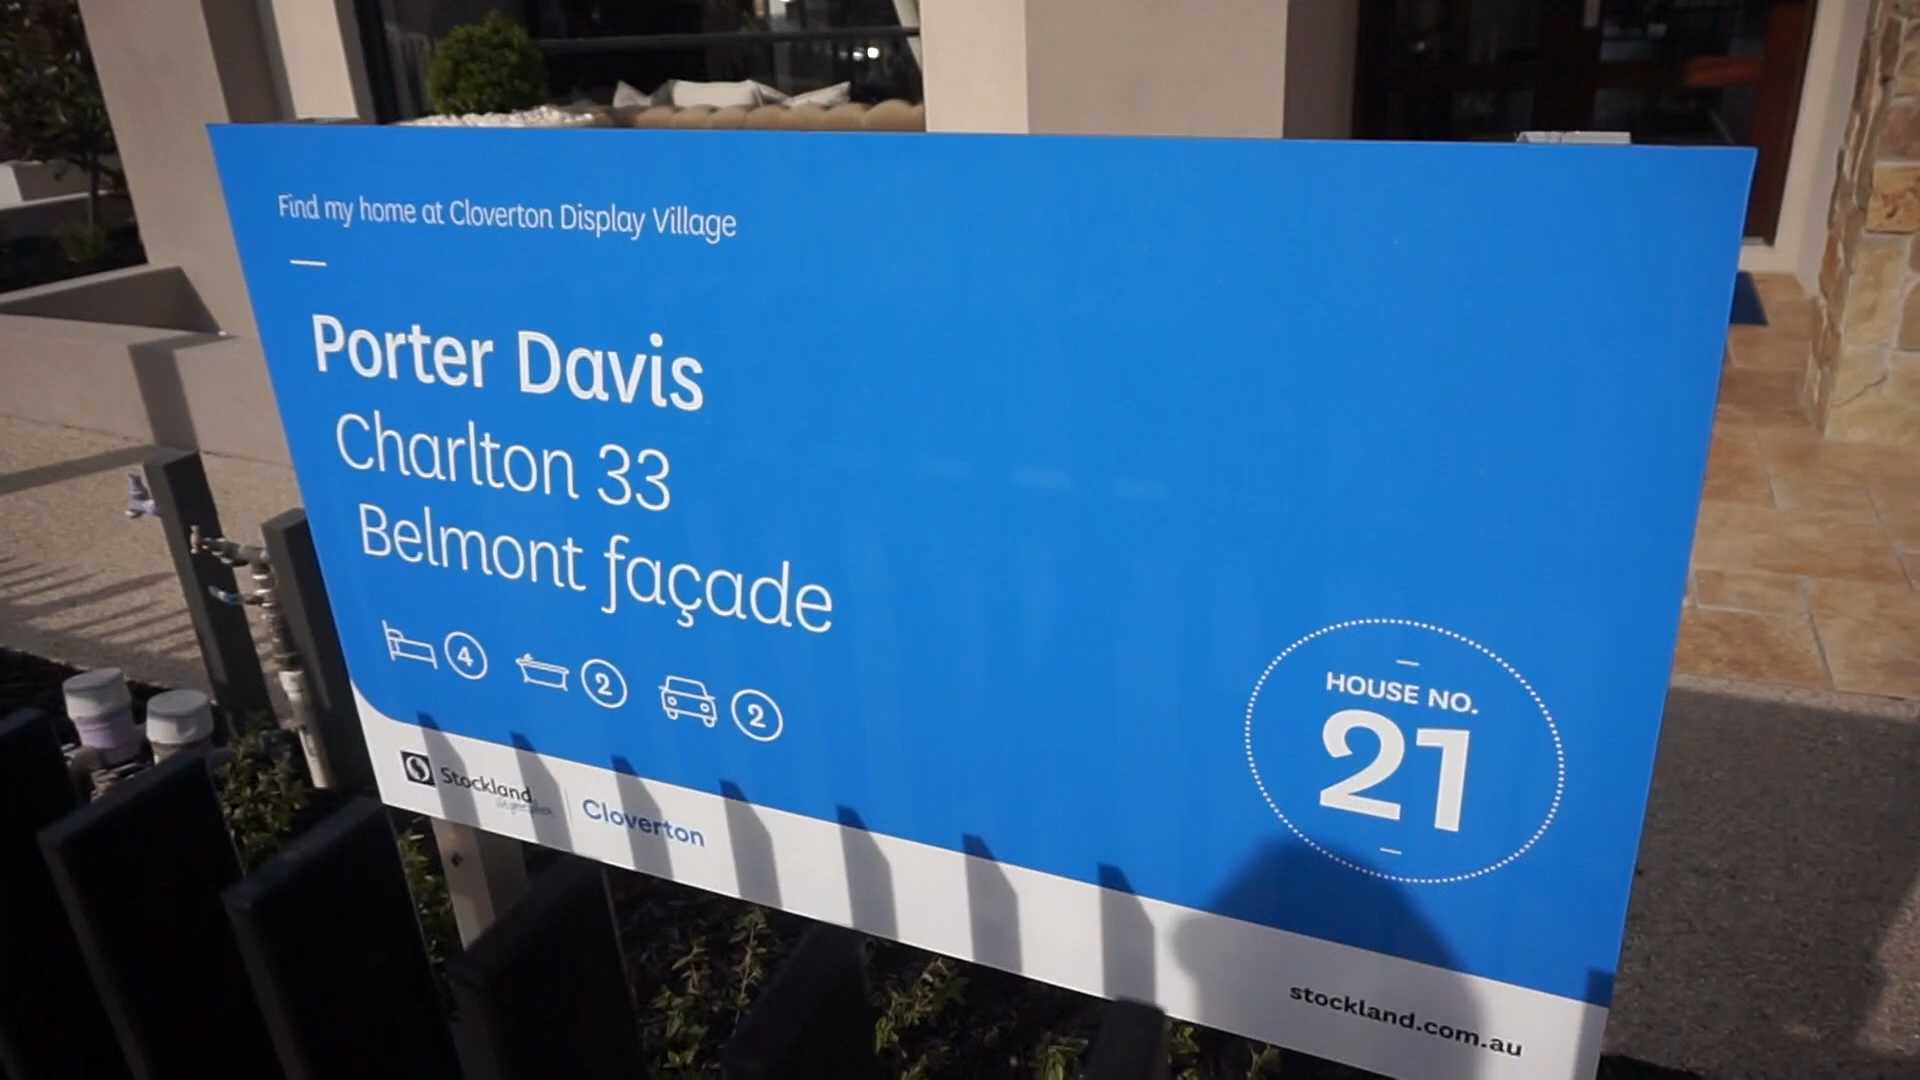 Find my home at Cloverton Display Village
Porter Davis
Charlton 33
Belmont façade
4 2 2
HOUSE NO.
21
Stockland
Cloverton
stockland.com.au